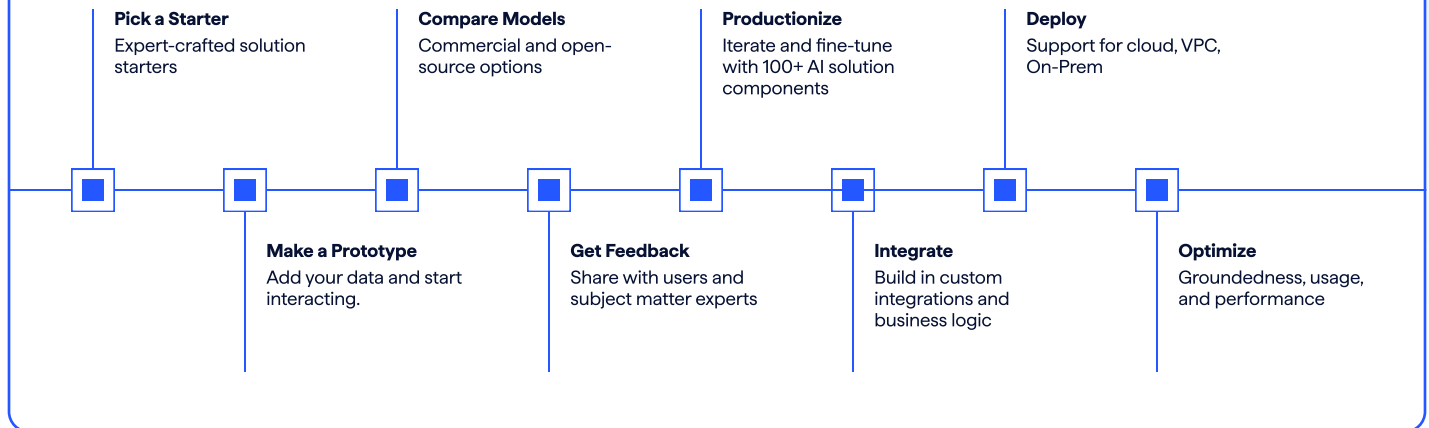 Pick a Starter
Expert-crafted solution
starters
Compare Models
Commercial and open-
source options
Productionize
Iterate and fine-tune
with 100+ AI solution
components
Deploy
Support for cloud, VPC,
On-Prem
Make a Prototype
Add your data and start
interacting.
Get Feedback
Share with users and
subject matter experts
Integrate
Build in custom
integrations and
business logic
Optimize
Groundedness, usage,
and performance